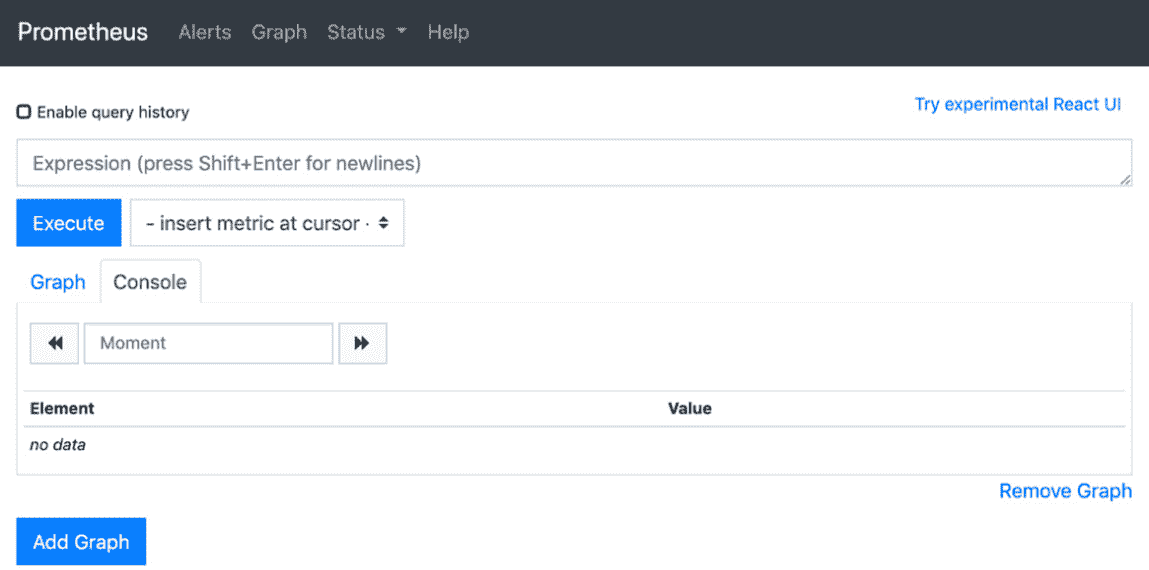 Prometheus Alerts Graph Status Help
Try experimental React UI
Enable query history
Expression (press Shift+Enter for newlines)
Execute - insert metric at cursor -
Graph Console
Moment
Element Value
no data
Remove Graph
Add Graph